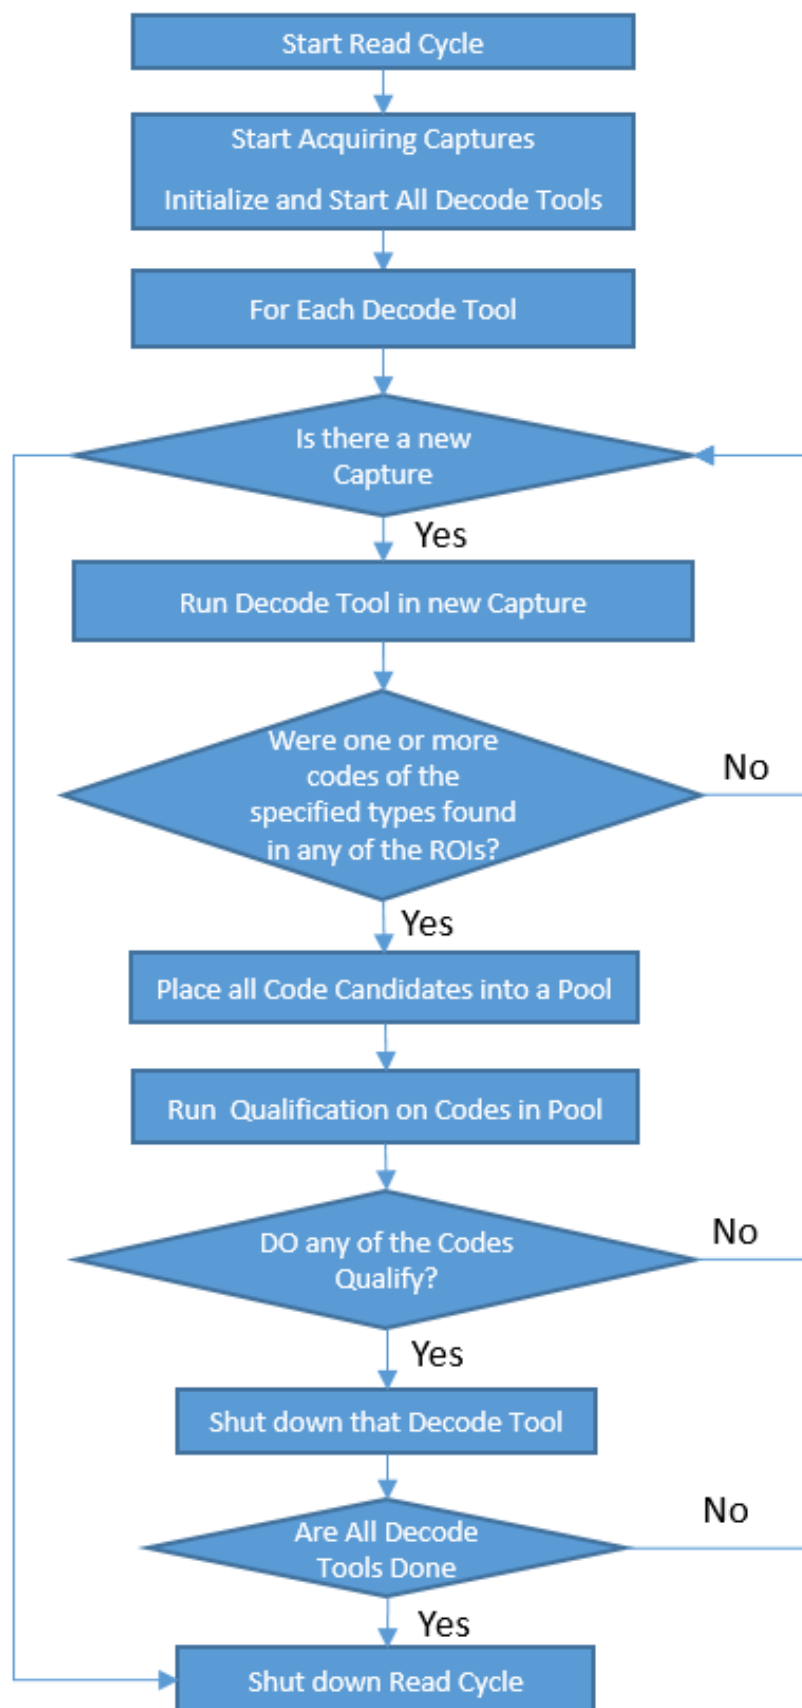 Start Read Cycle
Start Acquiring Captures
Initialize and Start All Decode Tools
For Each Decode Tool
Is there a new
Capture
Yes
Run Decode Tool in new Capture
Were one or more
codes of the
specified types found
in any of the ROIs?
No
Yes
Place all Code Candidates into a Pool
Run Qualification on Codes in Pool
DO any of the Codes
Qualify?
No
Yes
Shut down that Decode Tool
Are All Decode
Tools Done
No
Yes
Shut down Read Cycle